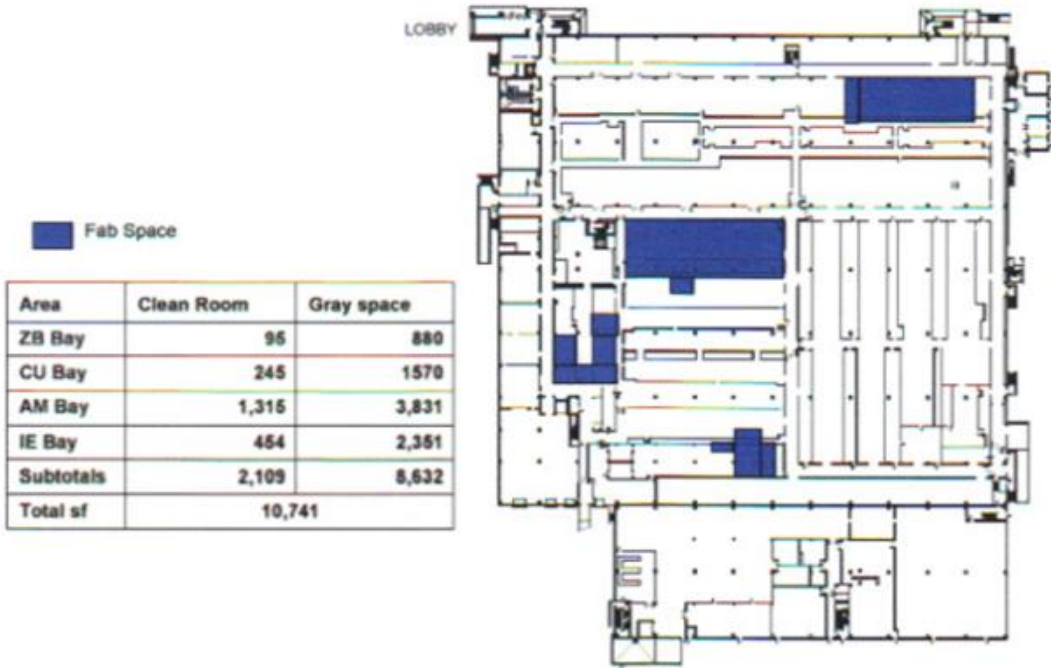 LOBBY
Fab Space
Area Clean Room Gray space
ZB Bay 95 880
CU Bay 245 1570
AM Bay 1,315 3,831
IE Bay 454 2,351
Subtotals 2,109 8,632
Total sf 10,741